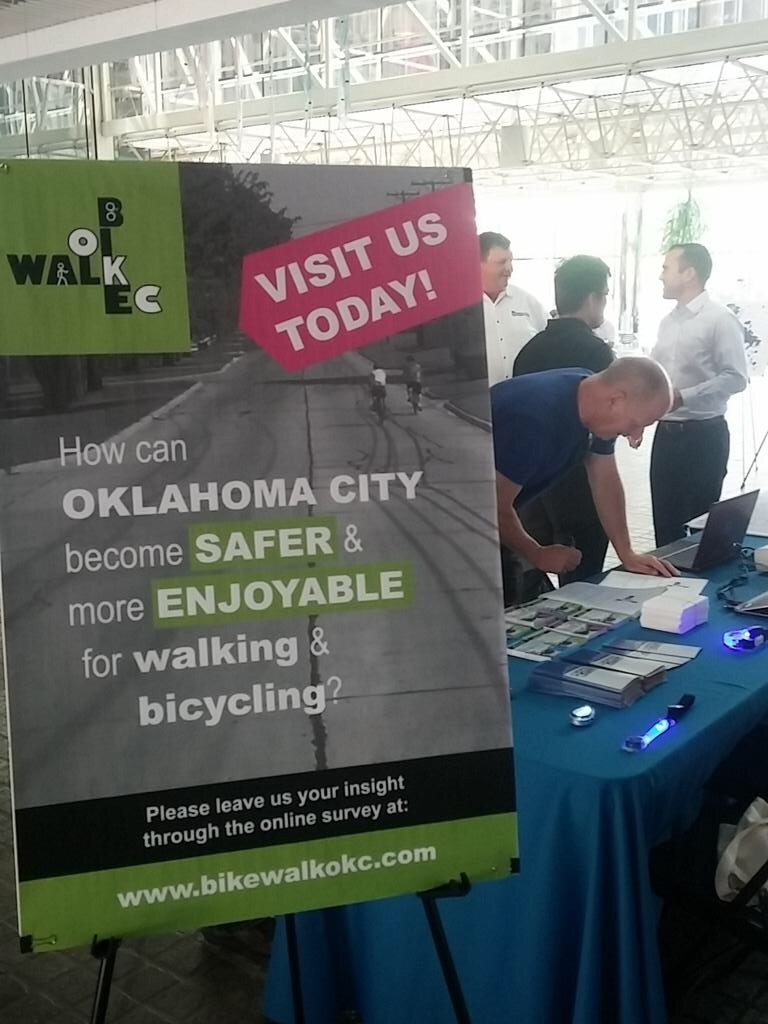 BIKE
WALK
OKC
VISIT US
TODAY!
How can
OKLAHOMA CITY
become SAFER &
more ENJOYABLE
for walking &
bicycling?
Please leave us your insight
through the online survey at:
www.bikewalkokc.com